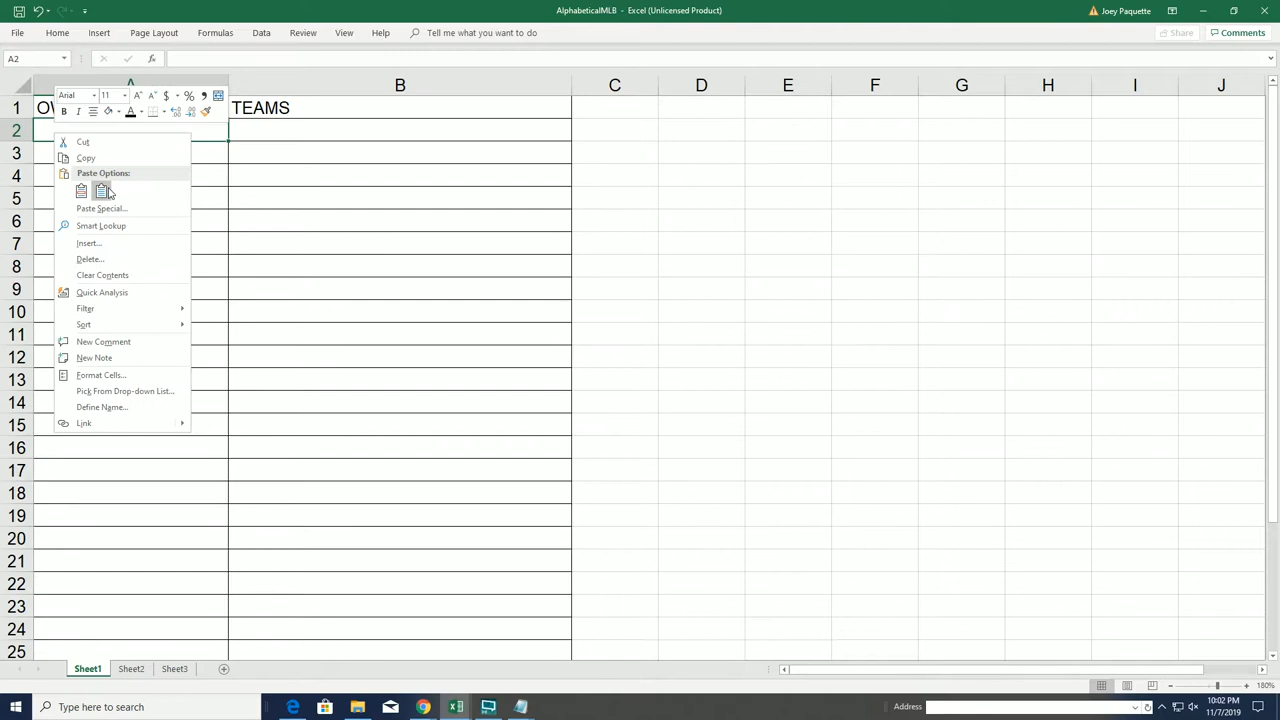 AlphabeticalMLB - Excel (Unlicensed Product)
Joey Paquette
File Home Insert Page Layout Formulas Data Review View Help Tell me what you want to do
Share Comments
A2 fx
A B C D E F G H I J
Arial 11 A A $ % ,
B I A
1 OW TEAMS
2
3
4
5
6
7
8
9
10
11
12
13
14
15
16
17
18
19
20
21
22
23
24
25
Cut
Copy
Paste Options:
Paste Special...
Smart Lookup
Insert...
Delete...
Clear Contents
Quick Analysis
Filter
Sort
New Comment
New Note
Format Cells...
Pick From Drop-down List...
Define Name...
Link
Sheet1 Sheet2 Sheet3
180%
Type here to search
Address
10:02 PM
11/7/2019